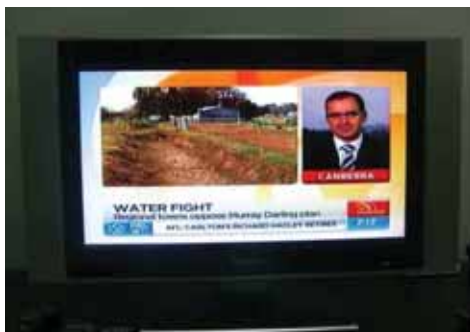 CANBERRA
WATER FIGHT
Regional towns oppose Murray Darling plan
AFL: CARLTON'S RICHARD HADLEY RETIRES
7:17